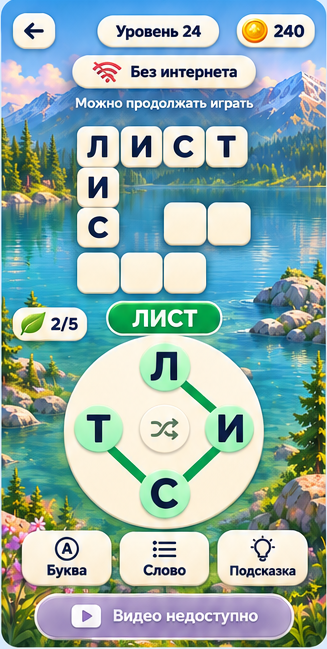 Уровень 24
240
Без интернета
Можно продолжать играть
ЛИСТ
И
С
2/5
ЛИСТ
Л
Т И
С
Буква Слово Подсказка
Видео недоступно